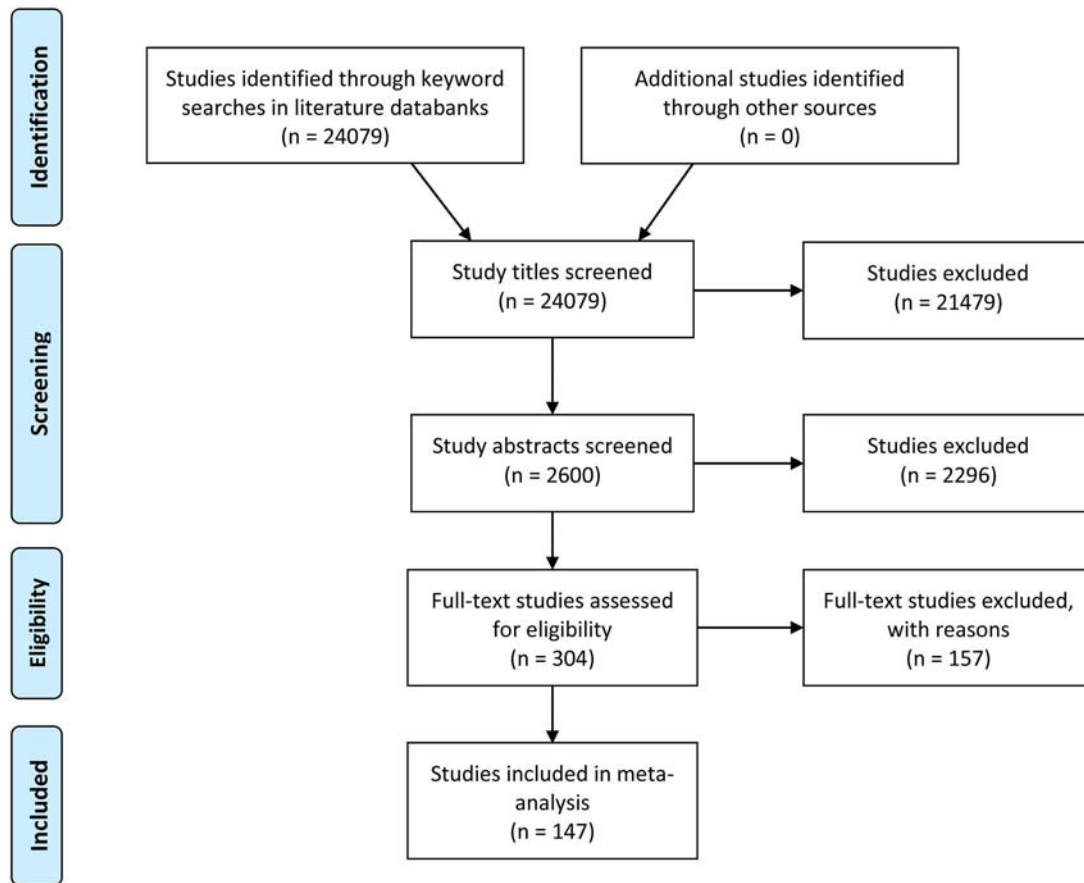 Identification
Studies identified through keyword
searches in literature databanks
(n = 24079)
Additional studies identified
through other sources
(n = 0)
Screening
Study titles screened
(n = 24079)
Studies excluded
(n = 21479)
Study abstracts screened
(n = 2600)
Studies excluded
(n = 2296)
Eligibility
Full-text studies assessed
for eligibility
(n = 304)
Full-text studies excluded,
with reasons
(n = 157)
Included
Studies included in meta-
analysis
(n = 147)